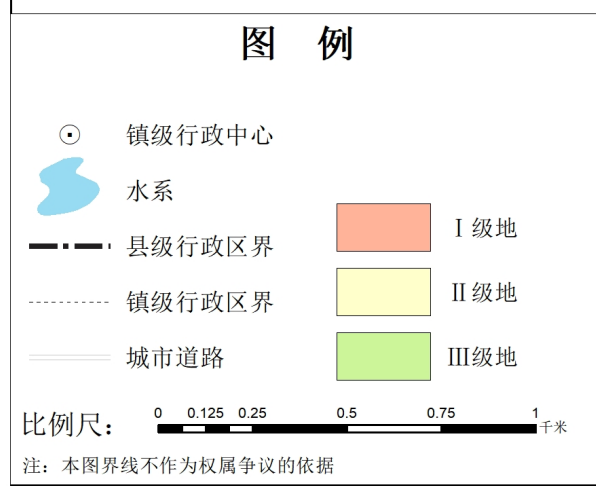 图 例
镇级行政中心
水系
县级行政区界
镇级行政区界
城市道路
Ⅰ级地
Ⅱ级地
Ⅲ级地
比例尺： 0 0.125 0.25 0.5 0.75 1 千米
注：本图界线不作为权属争议的依据